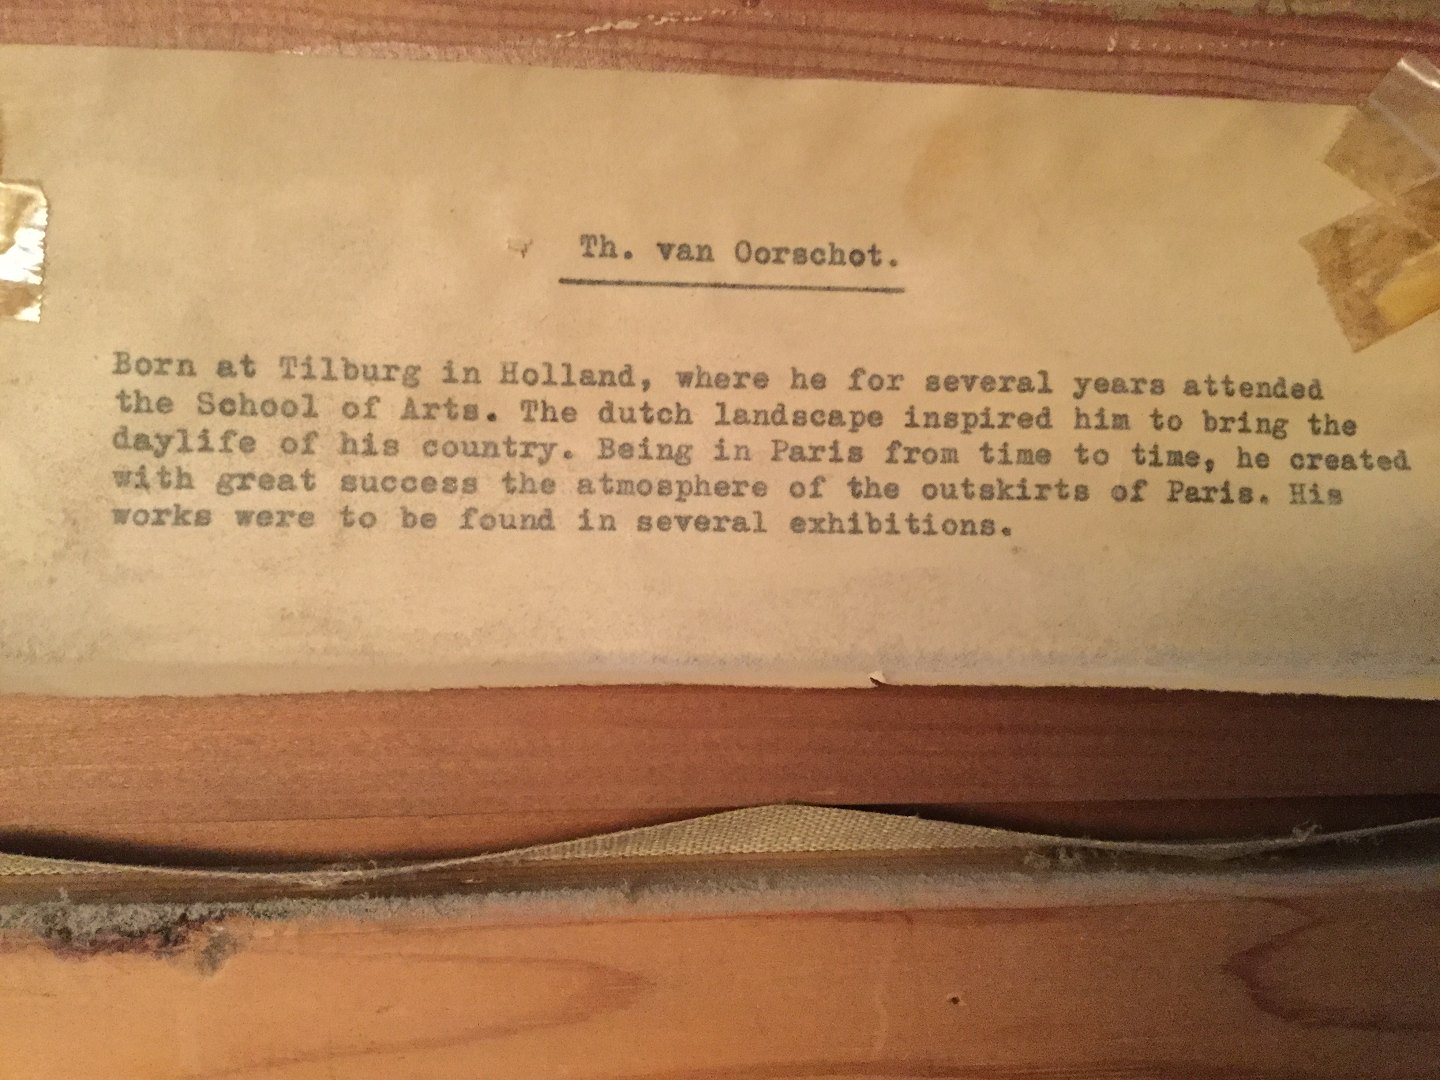 Th. van Oorschot.
Born at Tilburg in Holland, where he for several years attended
the School of Arts. The dutch landscape inspired him to bring the
daylife of his country. Being in Paris from time to time, he created
with great success the atmosphere of the outskirts of Paris. His
works were to be found in several exhibitions.